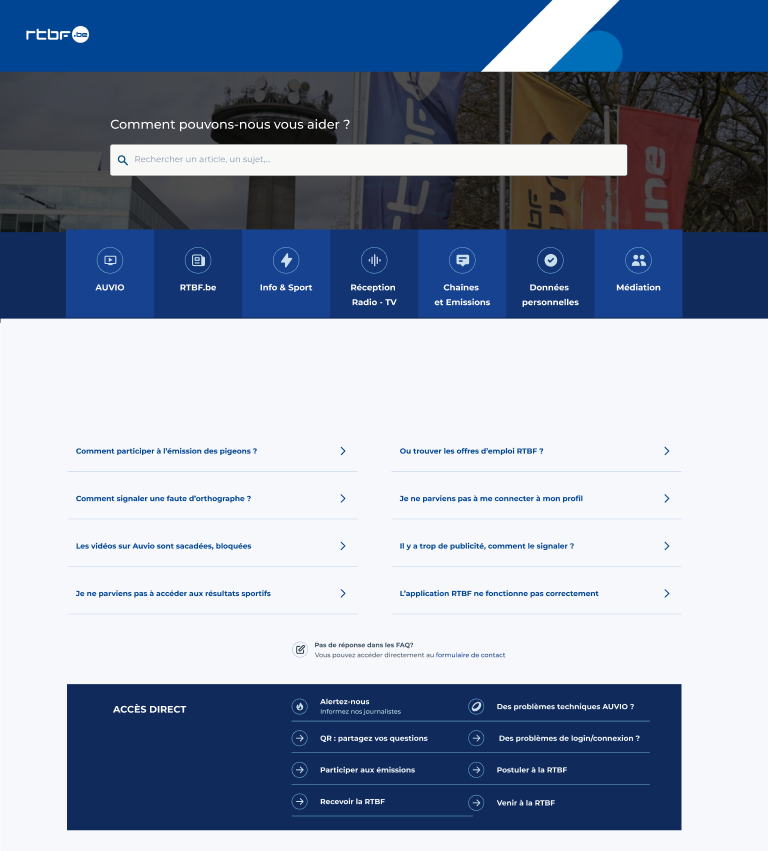 rtbf.be
Comment pouvons-nous vous aider ?
Rechercher un article, un sujet,...
AUVIO
RTBF.be
Info & Sport
Réception
Radio - TV
Chaînes
et Emissions
Données
personnelles
Médiation
Comment participer à l'émission des pigeons ?
Ou trouver les offres d'emploi RTBF ?
Comment signaler une faute d'orthographe ?
Je ne parviens pas à me connecter à mon profil
Les vidéos sur Auvio sont sacadées, bloquées
Il y a trop de publicité, comment le signaler ?
Je ne parviens pas à accéder aux résultats sportifs
L'application RTBF ne fonctionne pas correctement
Pas de réponse dans les FAQ?
Vous pouvez accéder directement au formulaire de contact
ACCÈS DIRECT
Alertez-nous
Informez nos journalistes
Des problèmes techniques AUVIO ?
QR : partagez vos questions
Des problèmes de login/connexion ?
Participer aux émissions
Postuler à la RTBF
Recevoir la RTBF
Venir à la RTBF